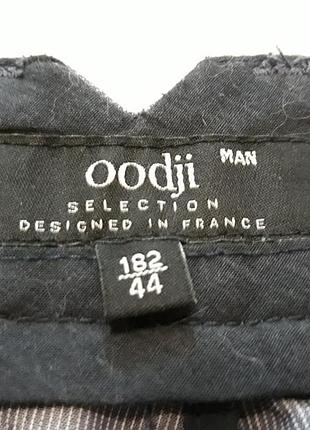 oodji MAN
SELECTION
DESIGNED IN FRANCE
182
44